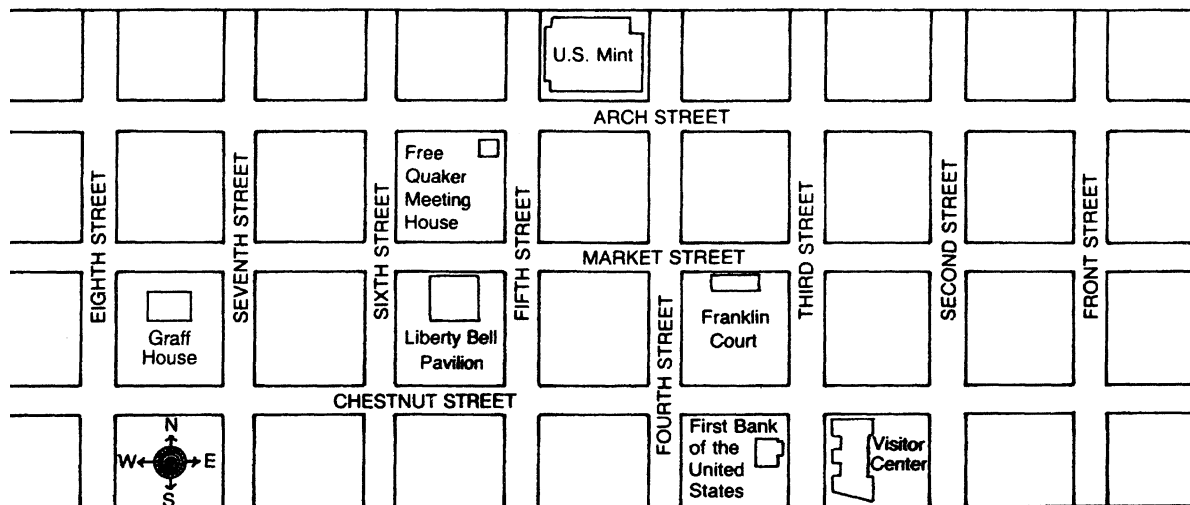 U.S. Mint
ARCH STREET
Free
Quaker
Meeting
House
EIGHTH STREET
SEVENTH STREET
SIXTH STREET
FIFTH STREET
THIRD STREET
SECOND STREET
FRONT STREET
MARKET STREET
Graff
House
Liberty Bell
Pavilion
FOURTH STREET
Franklin
Court
CHESTNUT STREET
N
W
E
S
First Bank
of the
United
States
Visitor
Center